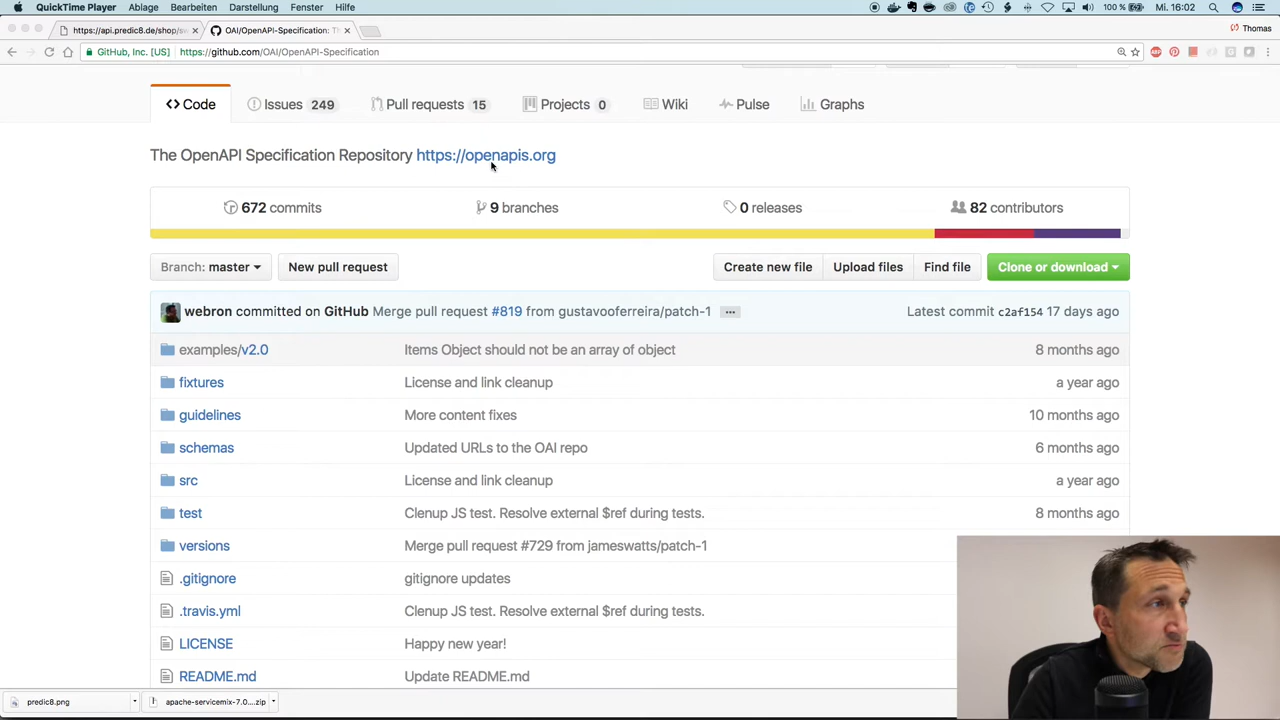 QuickTime Player Ablage Bearbeiten Darstellung Fenster Hilfe 100 % Mi. 16:02
https://api.predic8.de/shop/sw OAI/OpenAPI-Specification: Th Thomas
GitHub, Inc. [US] https://github.com/OAI/OpenAPI-Specification
Code Issues 249 Pull requests 15 Projects 0 Wiki Pulse Graphs
The OpenAPI Specification Repository https://openapis.org
672 commits 9 branches 0 releases 82 contributors
Branch: master New pull request Create new file Upload files Find file Clone or download
webron committed on GitHub Merge pull request #819 from gustavooferreira/patch-1 ... Latest commit c2af154 17 days ago
examples/v2.0 Items Object should not be an array of object 8 months ago
fixtures License and link cleanup a year ago
guidelines More content fixes 10 months ago
schemas Updated URLs to the OAI repo 6 months ago
src License and link cleanup a year ago
test Clenup JS test. Resolve external $ref during tests. 8 months ago
versions Merge pull request #729 from jameswatts/patch-1
.gitignore gitignore updates
.travis.yml Clenup JS test. Resolve external $ref during tests.
LICENSE Happy new year!
README.md Update README.md
predic8.png apache-servicemix-7.0....zip